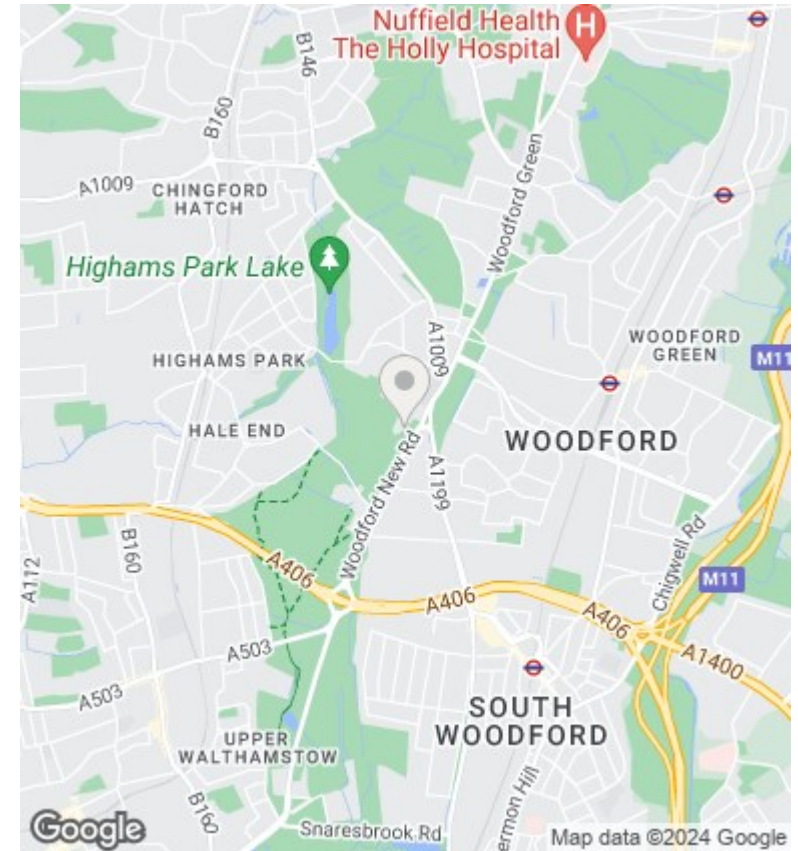 Nuffield Health
The Holly Hospital
H
B146
B160
A1009
CHINGFORD
HATCH
Woodford Green
Highams Park Lake
A1009
WOODFORD
GREEN
M11
HIGHAMS PARK
HALE END
WOODFORD
Woodford New Rd
A1199
Chigwell Rd
A112
B160
A406
A406
A406
M11
A1400
A503
A503
SOUTH
WOODFORD
UPPER
WALTHAMSTOW
B160
Snaresbrook Rd
ermon Hill
Google
Map data ©2024 Google